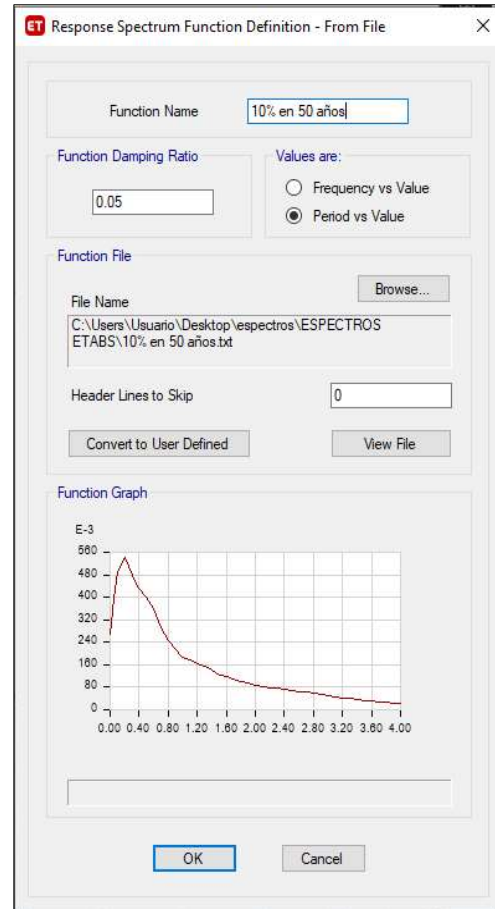 ET Response Spectrum Function Definition - From File
Function Name
10% en 50 años
Function Damping Ratio
0.05
Values are:
Frequency vs Value
Period vs Value
Function File
Browse...
File Name
C:\Users\Usuario\Desktop\espectros\ESPECTROS
ETABS\10% en 50 años.txt
Header Lines to Skip
0
Convert to User Defined
View File
Function Graph
E-3
560
480
400
320
240
160
80
0
0.00 0.40 0.80 1.20 1.60 2.00 2.40 2.80 3.20 3.60 4.00
OK
Cancel